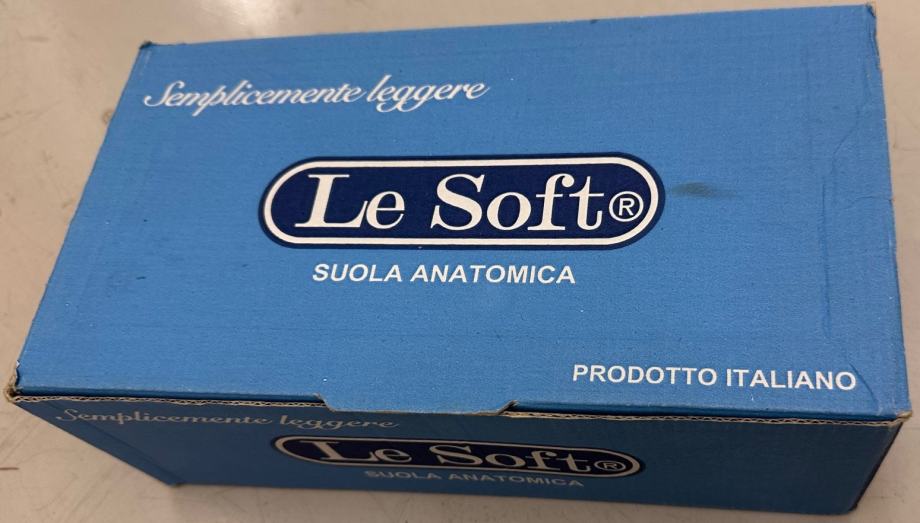 Semplicemente leggere
Le Soft®
SUOLA ANATOMICA
PRODOTTO ITALIANO
Semplicemente leggere
Le Soft®
SUOLA ANATOMICA